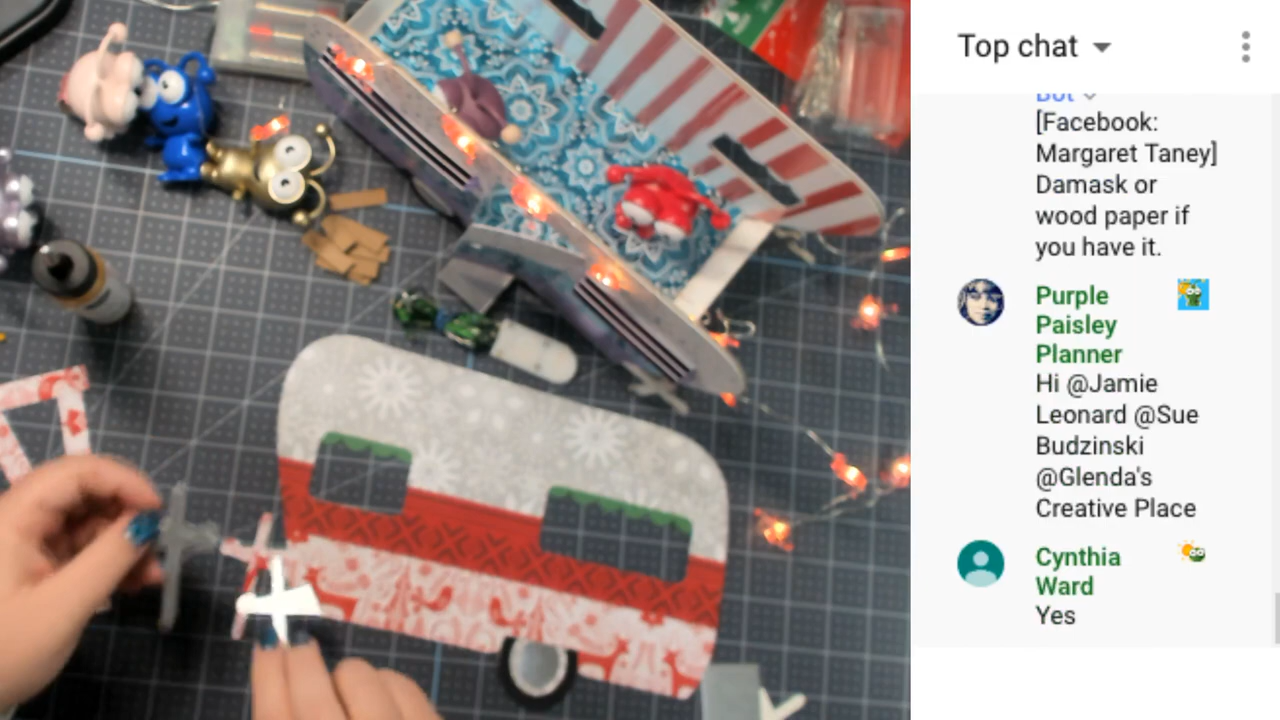 Top chat
Bot
[Facebook:
Margaret Taney]
Damask or
wood paper if
you have it.
Purple
Paisley
Planner
Hi @Jamie
Leonard @Sue
Budzinski
@Glenda's
Creative Place
Cynthia
Ward
Yes